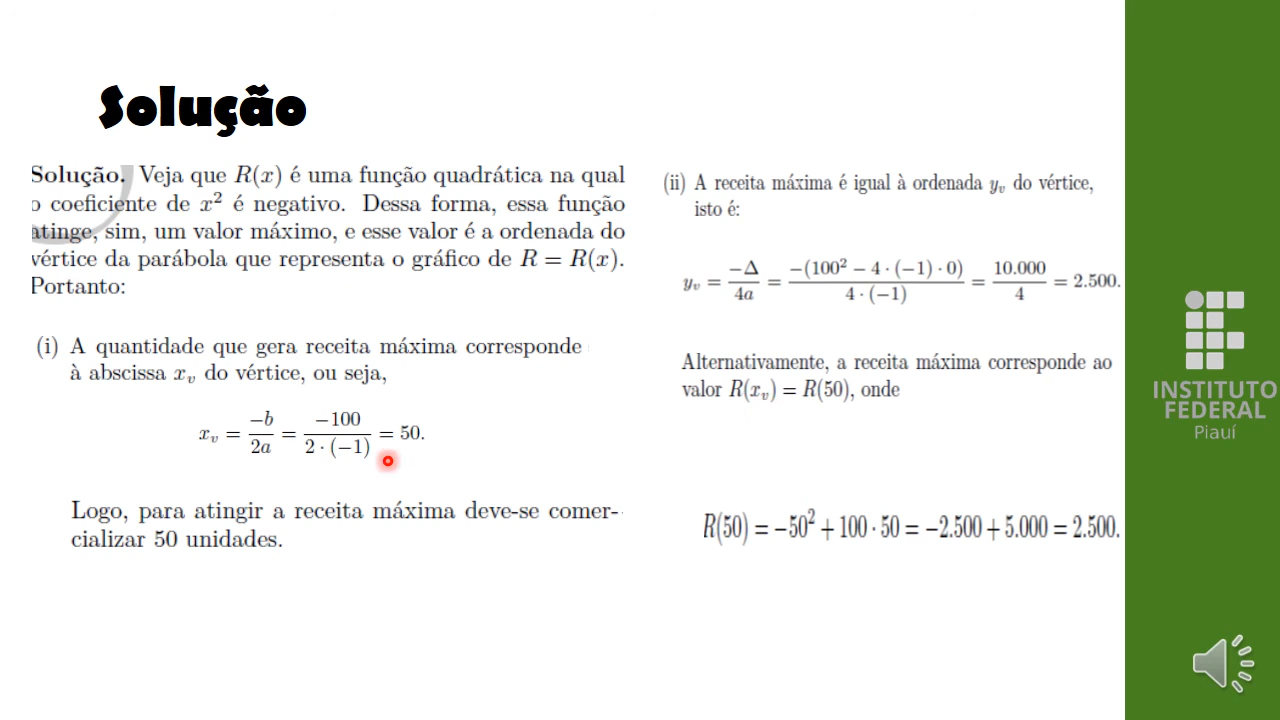 Solução
Solução. Veja que R(x) é uma função quadrática na qual
o coeficiente de x² é negativo. Dessa forma, essa função
atinge, sim, um valor máximo, e esse valor é a ordenada do
vértice da parábola que representa o gráfico de R = R(x).
Portanto:
(i) A quantidade que gera receita máxima corresponde
à abscissa xᵥ do vértice, ou seja,
xᵥ = −b/2a = −100/(2 · (−1)) = 50.
Logo, para atingir a receita máxima deve-se comer-
cializar 50 unidades.
(ii) A receita máxima é igual à ordenada yᵥ do vértice,
isto é:
yᵥ = −Δ/4a = −(100² − 4 · (−1) · 0)/(4 · (−1)) = 10.000/4 = 2.500.
Alternativamente, a receita máxima corresponde ao
valor R(xᵥ) = R(50), onde
R(50) = −50² + 100 · 50 = −2.500 + 5.000 = 2.500.
INSTITUTO
FEDERAL
Piauí